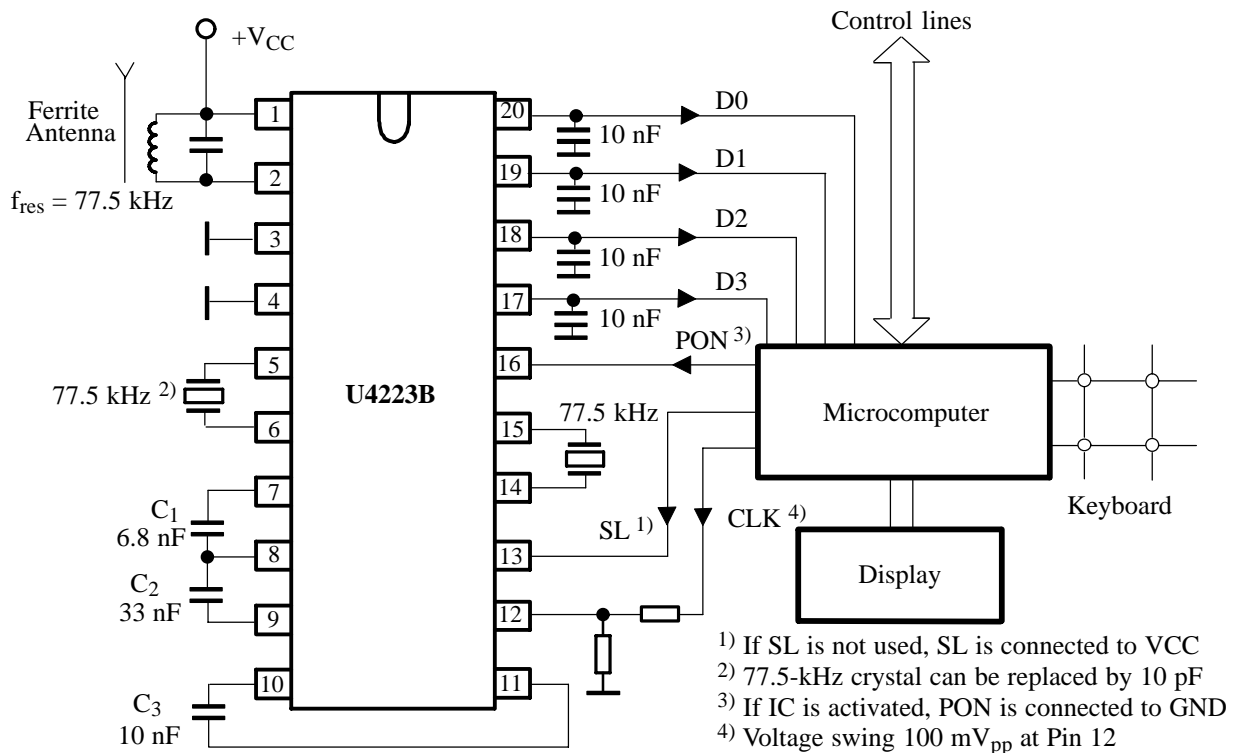 Control lines
+VCC
Ferrite
Antenna
fres = 77.5 kHz
1
2
3
4
5
6
7
8
9
10
20
19
18
17
16
15
14
13
12
11
U4223B
D0
10 nF
D1
10 nF
D2
10 nF
D3
10 nF
PON 3)
77.5 kHz 2)
77.5 kHz
Microcomputer
Keyboard
C1
6.8 nF
C2
33 nF
C3
10 nF
SL 1)
CLK 4)
Display
1) If SL is not used, SL is connected to VCC
2) 77.5-kHz crystal can be replaced by 10 pF
3) If IC is activated, PON is connected to GND
4) Voltage swing 100 mVpp at Pin 12